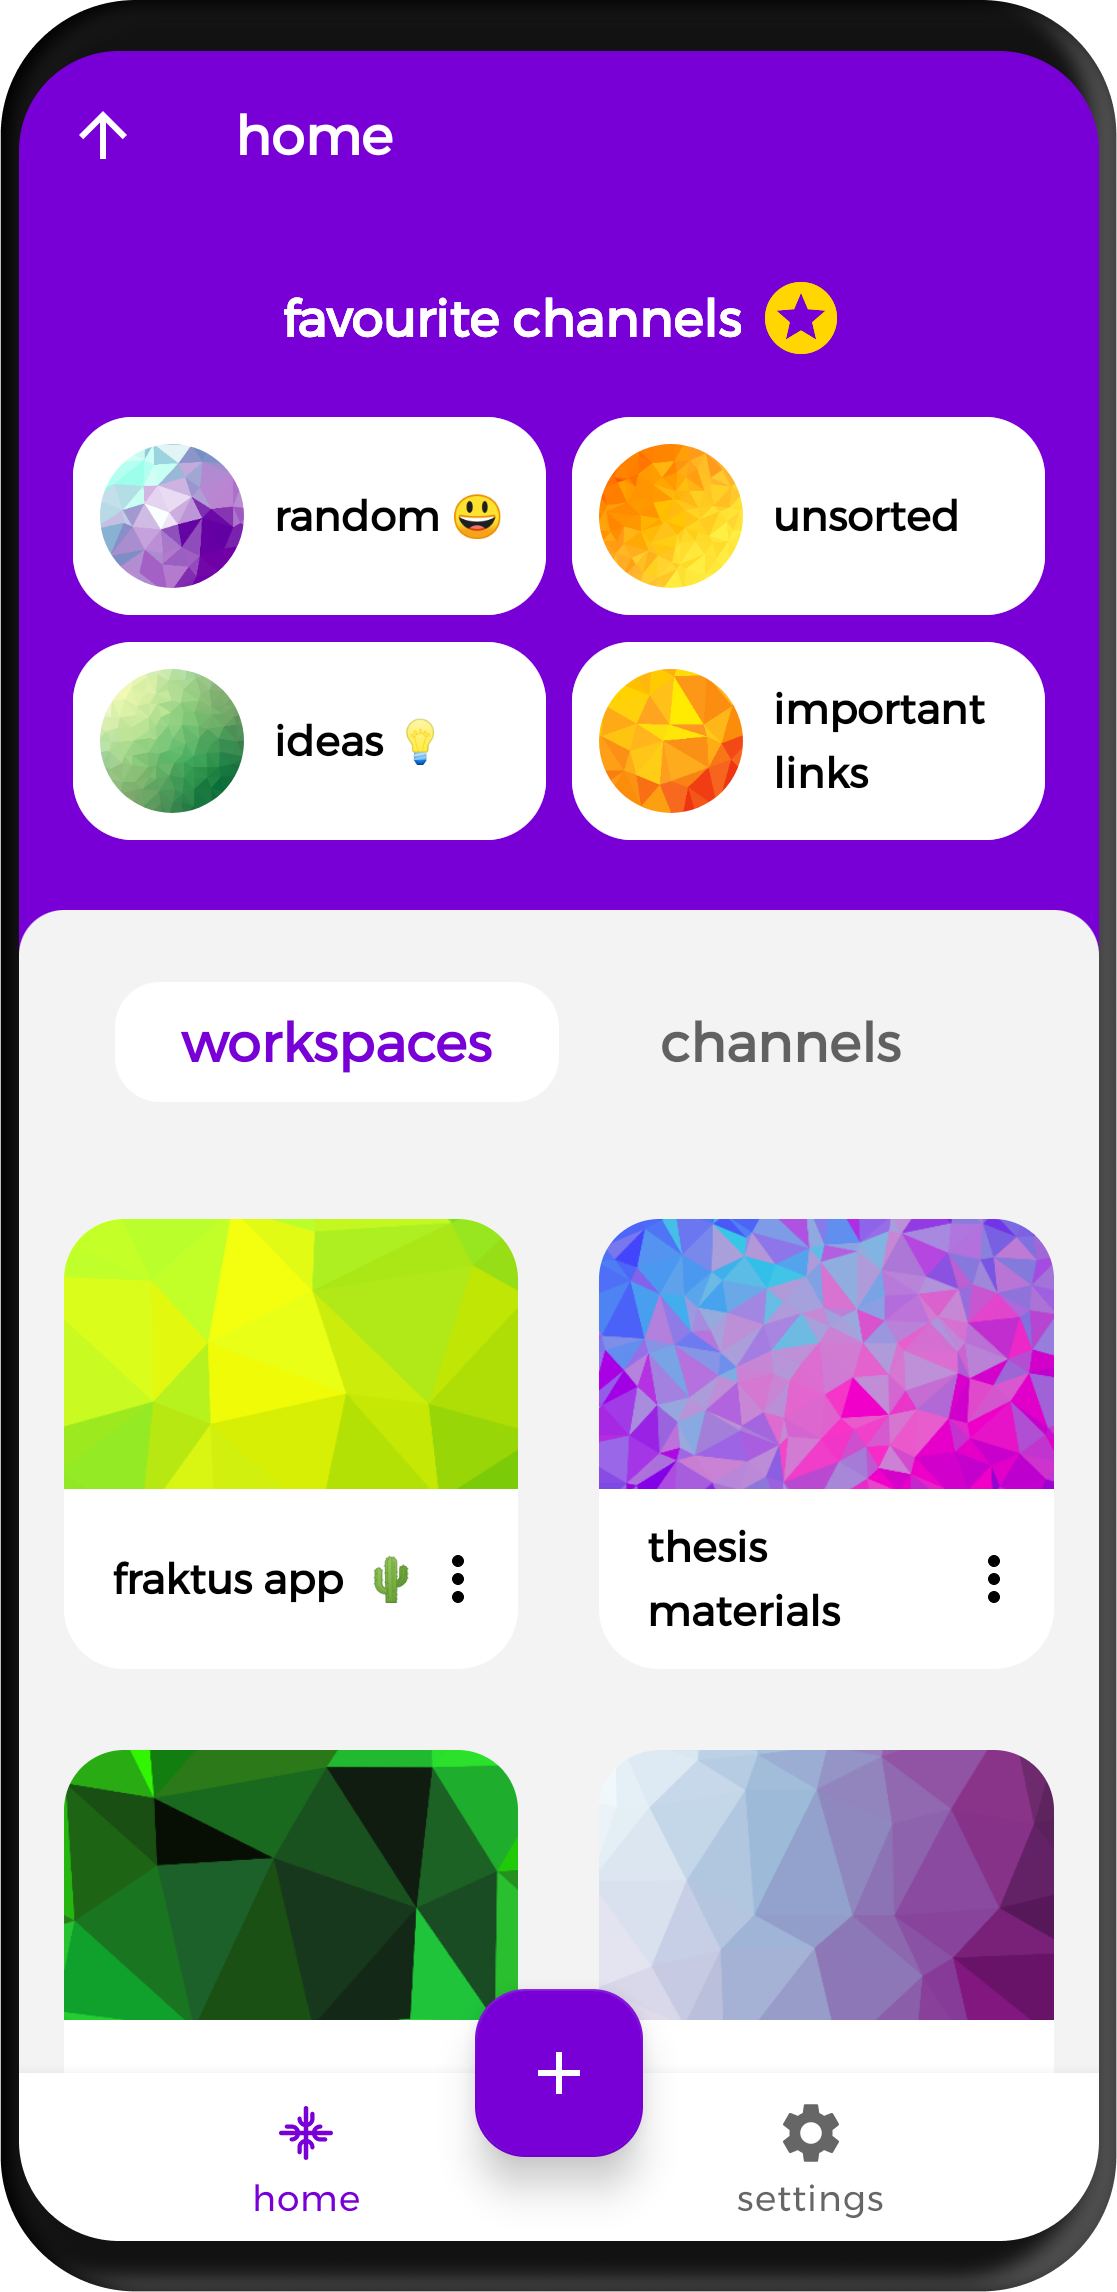 home
favourite channels
random 😃
unsorted
ideas 💡
important
links
workspaces
channels
fraktus app 🌵
thesis
materials
home
settings